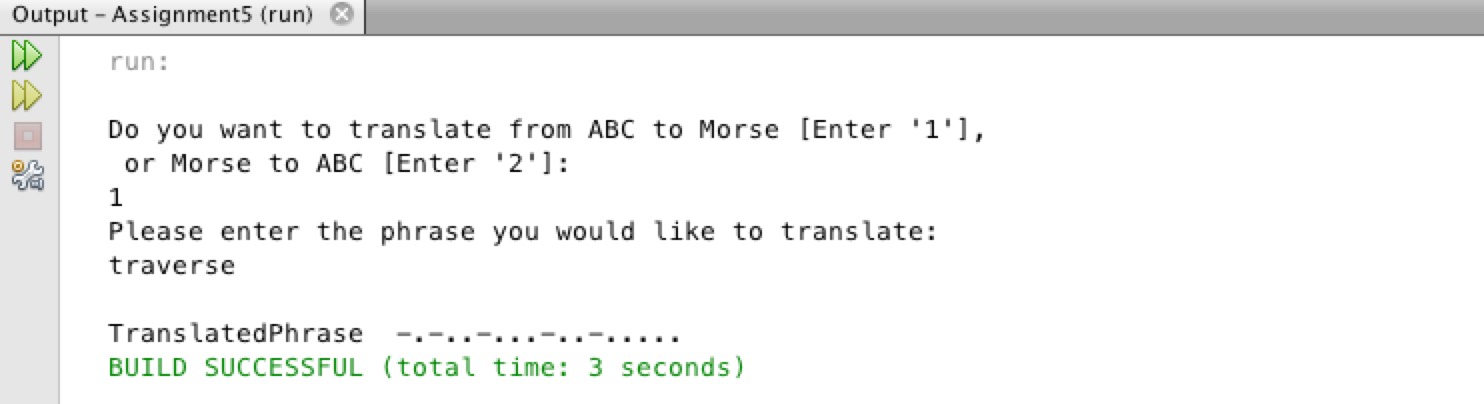 Output – Assignment5 (run)
run:
Do you want to translate from ABC to Morse [Enter '1'],
or Morse to ABC [Enter '2']:
1
Please enter the phrase you would like to translate:
traverse
TranslatedPhrase  -.-..-...-..-.....
BUILD SUCCESSFUL (total time: 3 seconds)